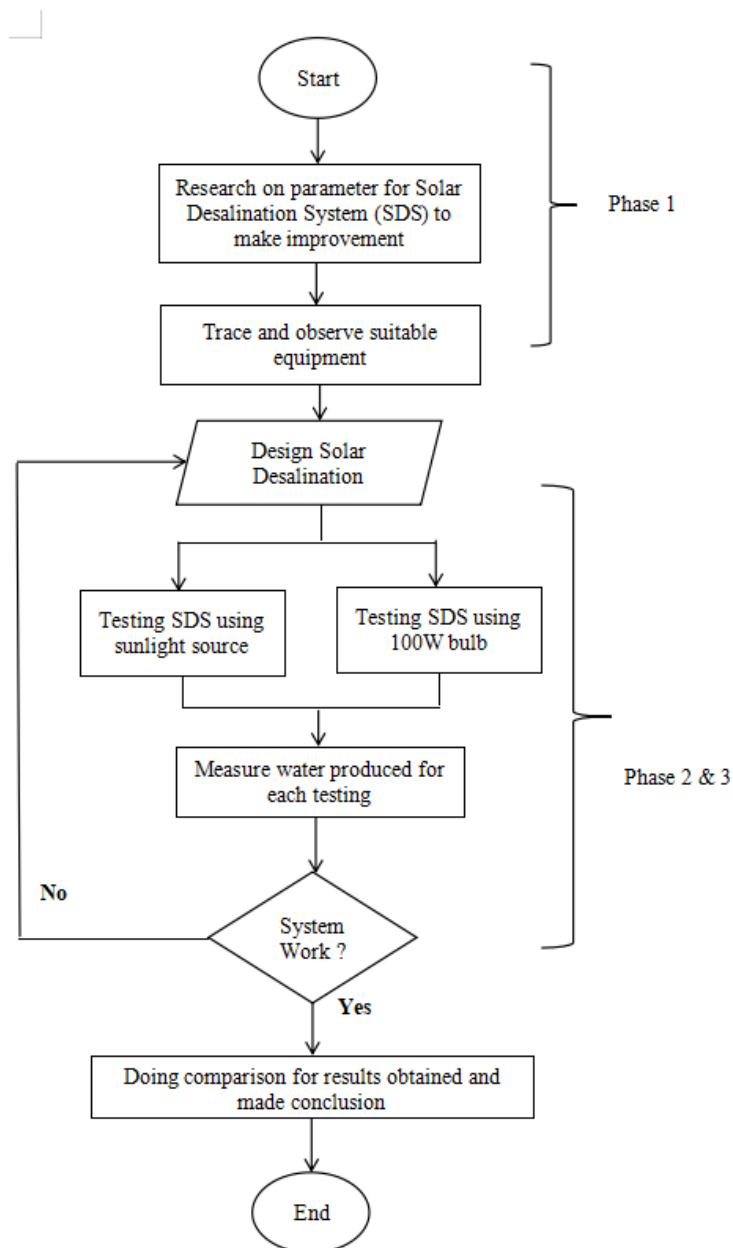 Start
Research on parameter for Solar
Desalination System (SDS) to
make improvement
Phase 1
Trace and observe suitable
equipment
Design Solar
Desalination
Testing SDS using
sunlight source
Testing SDS using
100W bulb
Measure water produced for
each testing
Phase 2 & 3
No
System
Work ?
Yes
Doing comparison for results obtained and
made conclusion
End